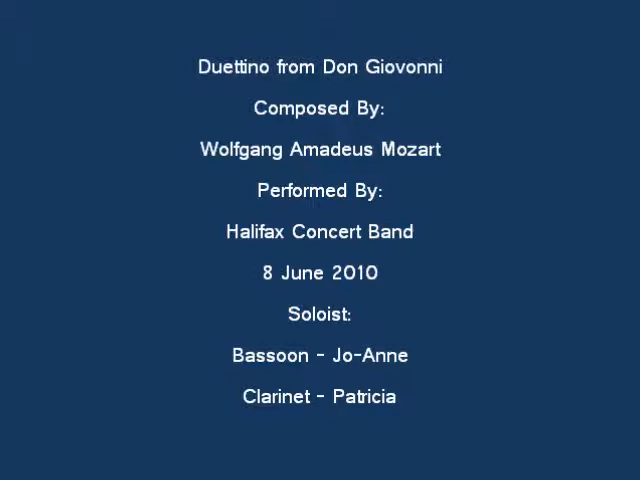 Duettino from Don Giovonni
Composed By:
Wolfgang Amadeus Mozart
Performed By:
Halifax Concert Band
8 June 2010
Soloist:
Bassoon - Jo-Anne
Clarinet - Patricia